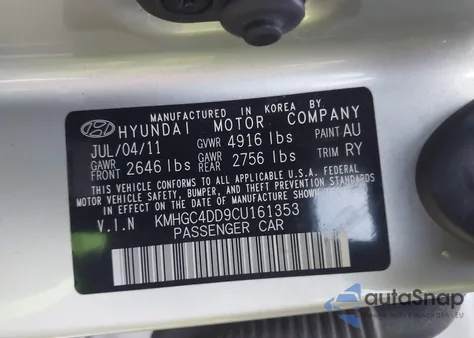 MANUFACTURED IN KOREA BY
HYUNDAI MOTOR COMPANY
JUL/04/11 GVWR 4916 lbs PAINT AU
GAWR FRONT 2646 lbs GAWR REAR 2756 lbs TRIM RY
THIS VEHICLE CONFORMS TO ALL APPLICABLE U.S.A. FEDERAL
MOTOR VEHICLE SAFETY, BUMPER, AND THEFT PREVENTION STANDARDS
IN EFFECT ON THE DATE OF MANUFACTURE SHOWN ABOVE.
V.I.N KMHGC4DD9CU161353
PASSENGER CAR
autoSnap